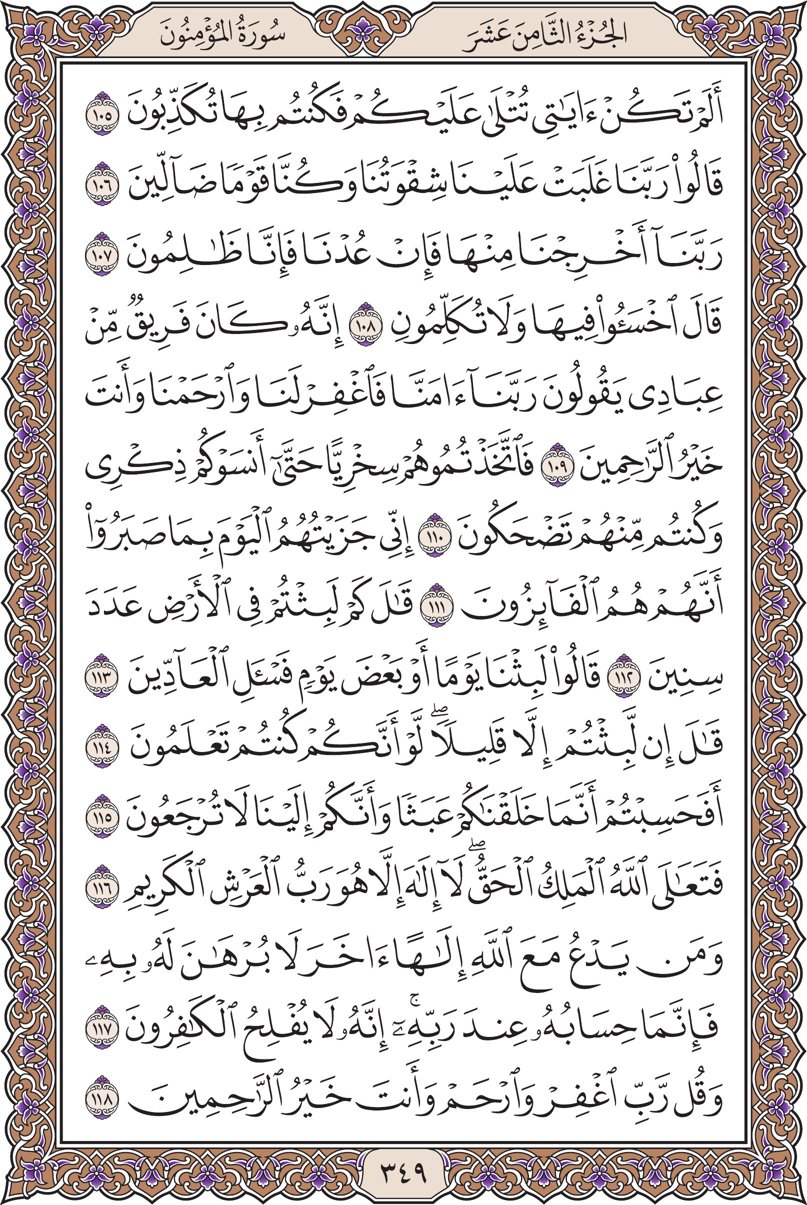 الجُزْءُ الثَّامِنَ عَشَرَ
سُورَةُ المُؤْمِنُونَ
أَلَمْ تَكُنْ ءَايَٰتِى تُتْلَىٰ عَلَيْكُمْ فَكُنتُم بِهَا تُكَذِّبُونَ ١٠٥
قَالُوا۟ رَبَّنَا غَلَبَتْ عَلَيْنَا شِقْوَتُنَا وَكُنَّا قَوْمًا ضَآلِّينَ ١٠٦
رَبَّنَآ أَخْرِجْنَا مِنْهَا فَإِنْ عُدْنَا فَإِنَّا ظَٰلِمُونَ ١٠٧
قَالَ ٱخْسَـُٔوا۟ فِيهَا وَلَا تُكَلِّمُونِ ١٠٨ إِنَّهُۥ كَانَ فَرِيقٌ مِّنْ
عِبَادِى يَقُولُونَ رَبَّنَآ ءَامَنَّا فَٱغْفِرْ لَنَا وَٱرْحَمْنَا وَأَنتَ
خَيْرُ ٱلرَّٰحِمِينَ ١٠٩ فَٱتَّخَذْتُمُوهُمْ سِخْرِيًّا حَتَّىٰٓ أَنسَوْكُمْ ذِكْرِى
وَكُنتُم مِّنْهُمْ تَضْحَكُونَ ١١٠ إِنِّى جَزَيْتُهُمُ ٱلْيَوْمَ بِمَا صَبَرُوٓا۟
أَنَّهُمْ هُمُ ٱلْفَآئِزُونَ ١١١ قَٰلَ كَمْ لَبِثْتُمْ فِى ٱلْأَرْضِ عَدَدَ
سِنِينَ ١١٢ قَالُوا۟ لَبِثْنَا يَوْمًا أَوْ بَعْضَ يَوْمٍ فَسْـَٔلِ ٱلْعَآدِّينَ ١١٣
قَٰلَ إِن لَّبِثْتُمْ إِلَّا قَلِيلًا ۖ لَّوْ أَنَّكُمْ كُنتُمْ تَعْلَمُونَ ١١٤
أَفَحَسِبْتُمْ أَنَّمَا خَلَقْنَٰكُمْ عَبَثًا وَأَنَّكُمْ إِلَيْنَا لَا تُرْجَعُونَ ١١٥
فَتَعَٰلَى ٱللَّهُ ٱلْمَلِكُ ٱلْحَقُّ ۖ لَآ إِلَٰهَ إِلَّا هُوَ رَبُّ ٱلْعَرْشِ ٱلْكَرِيمِ ١١٦
وَمَن يَدْعُ مَعَ ٱللَّهِ إِلَٰهًا ءَاخَرَ لَا بُرْهَٰنَ لَهُۥ بِهِۦ
فَإِنَّمَا حِسَابُهُۥ عِندَ رَبِّهِۦٓ ۚ إِنَّهُۥ لَا يُفْلِحُ ٱلْكَٰفِرُونَ ١١٧
وَقُل رَّبِّ ٱغْفِرْ وَٱرْحَمْ وَأَنتَ خَيْرُ ٱلرَّٰحِمِينَ ١١٨
٣٤٩